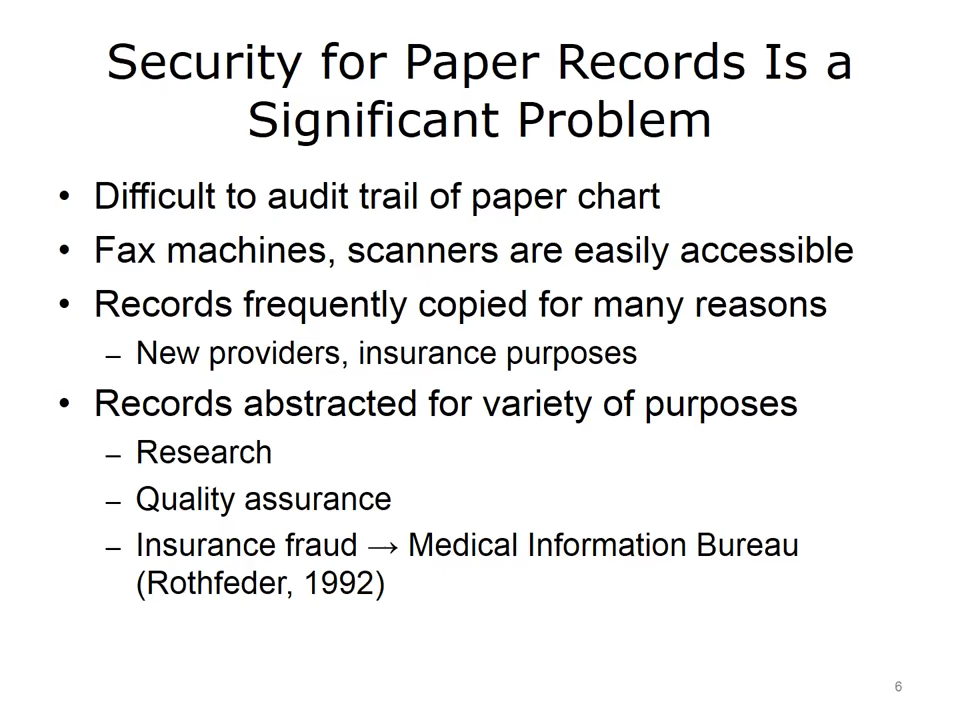 Security for Paper Records Is a
Significant Problem
• Difficult to audit trail of paper chart
• Fax machines, scanners are easily accessible
• Records frequently copied for many reasons
– New providers, insurance purposes
• Records abstracted for variety of purposes
– Research
– Quality assurance
– Insurance fraud → Medical Information Bureau
(Rothfeder, 1992)
6